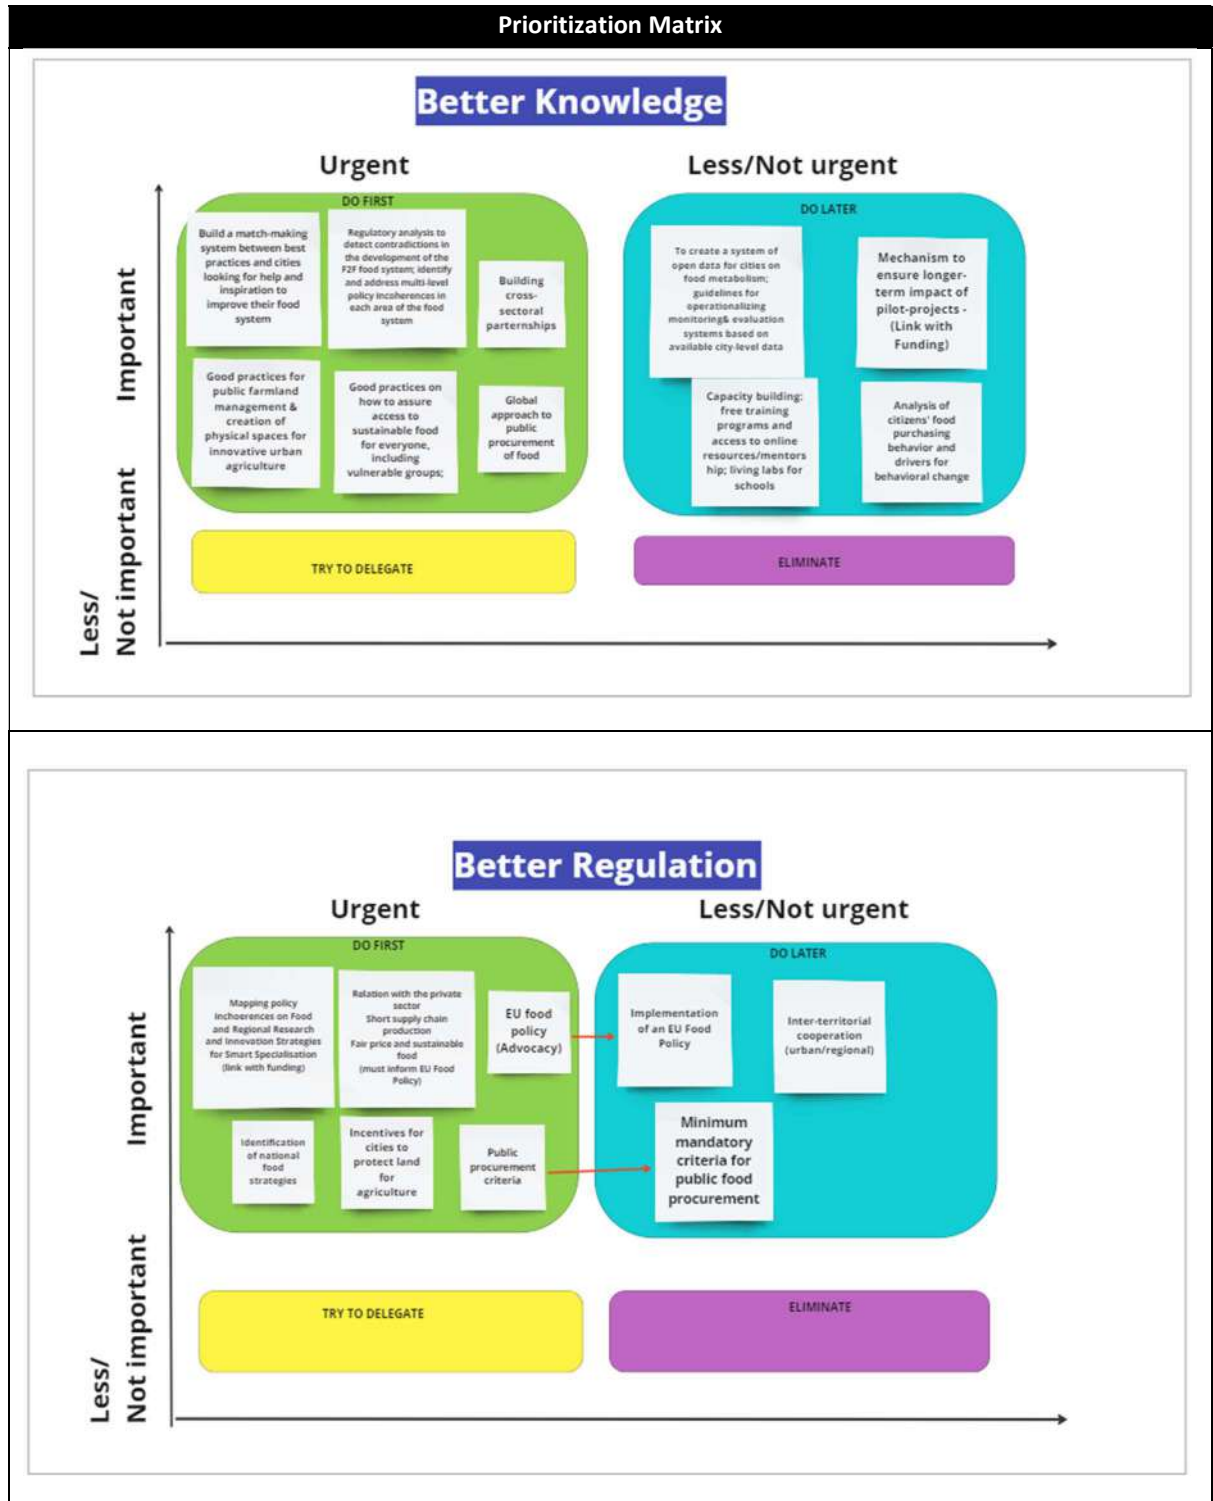 Prioritization Matrix
Better Knowledge
Urgent
Less/Not urgent
Important
Less/
Not important
DO FIRST
Build a match-making
system between best
practices and cities
looking for help and
inspiration to
improve their food
system
Regulatory analysis to
detect contradictions in
the development of the
F2F food system; identify
and address multi-level
policy incoherences in
each area of the food
system
Building
cross-
sectoral
parternships
Good practices for
public farmland
management &
creation of
physical spaces for
innovative urban
agriculture
Good practices on
how to assure
access to
sustainable food
for everyone,
including
vulnerable groups;
Global
approach to
public
procurement
of food
DO LATER
To create a system of
open data for cities on
food metabolism;
guidelines for
operationalizing
monitoring& evaluation
systems based on
available city-level data
Mechanism to
ensure longer-
term impact of
pilot-projects -
(Link with
Funding)
Capacity building:
free training
programs and
access to online
resources/mentors
hip; living labs for
schools
Analysis of
citizens' food
purchasing
behavior and
drivers for
behavioral change
TRY TO DELEGATE
ELIMINATE
Better Regulation
Urgent
Less/Not urgent
Important
Less/
Not important
DO FIRST
Mapping policy
inchoerences on Food
and Regional Research
and Innovation Strategies
for Smart Specialisation
(link with funding)
Relation with the private
sector
Short supply chain
production
Fair price and sustainable
food
(must inform EU Food
Policy)
EU food
policy
(Advocacy)
Identification
of national
food
strategies
Incentives for
cities to
protect land
for
agriculture
Public
procurement
criteria
DO LATER
Implementation
of an EU Food
Policy
Inter-territorial
cooperation
(urban/regional)
Minimum
mandatory
criteria for
public food
procurement
TRY TO DELEGATE
ELIMINATE